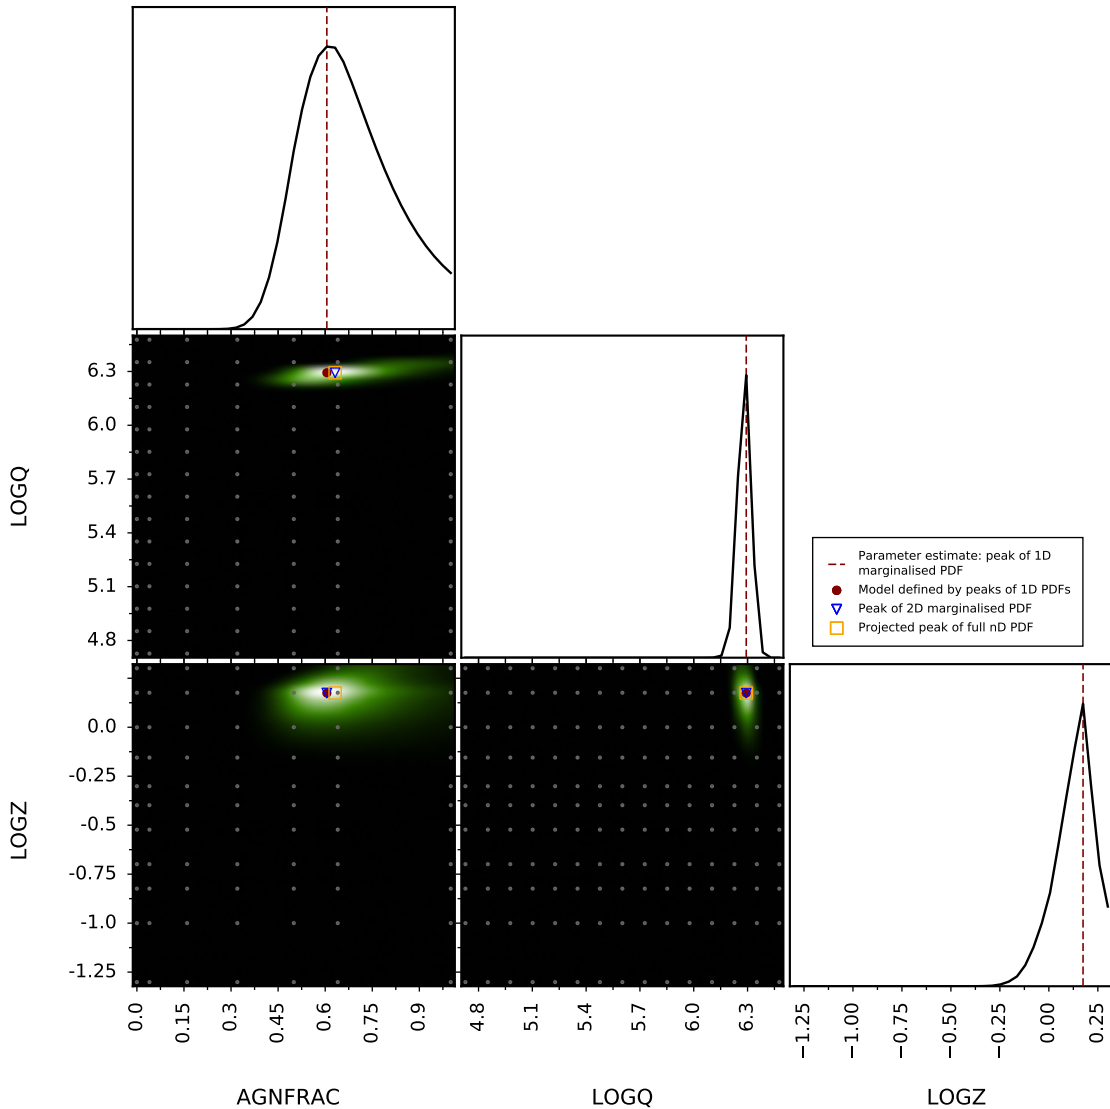 LOGQ
6.3
6.0
5.7
5.4
5.1
4.8
Parameter estimate: peak of 1D
marginalised PDF
Model defined by peaks of 1D PDFs
Peak of 2D marginalised PDF
Projected peak of full nD PDF
LOGZ
0.0
-0.25
-0.5
-0.75
-1.0
-1.25
0.0 0.15 0.3 0.45 0.6 0.75 0.9
4.8 5.1 5.4 5.7 6.0 6.3
−1.25 −1.00 −0.75 −0.50 −0.25 0.00 0.25
AGNFRAC LOGQ LOGZ